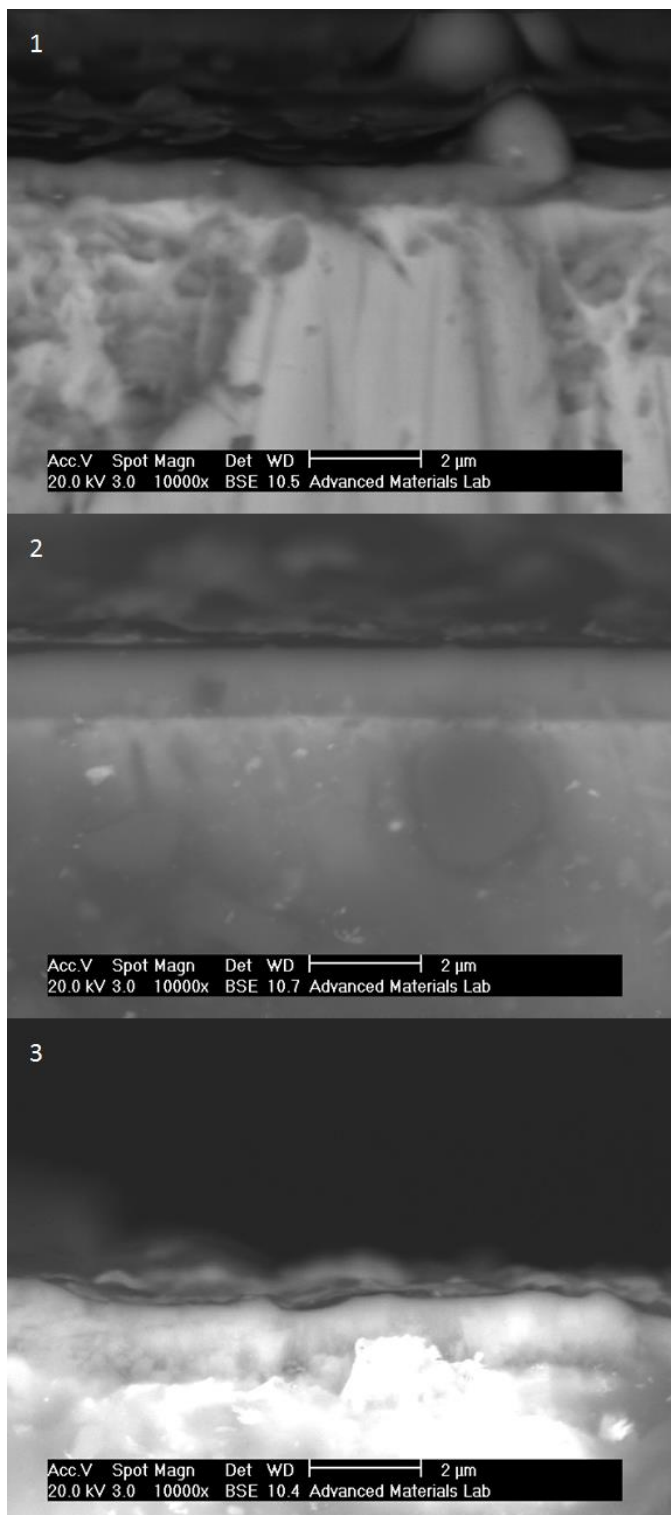 1
Acc.V Spot Magn Det WD 2 µm
20.0 kV 3.0 10000x BSE 10.5 Advanced Materials Lab
2
Acc.V Spot Magn Det WD 2 µm
20.0 kV 3.0 10000x BSE 10.7 Advanced Materials Lab
3
Acc.V Spot Magn Det WD 2 µm
20.0 kV 3.0 10000x BSE 10.4 Advanced Materials Lab